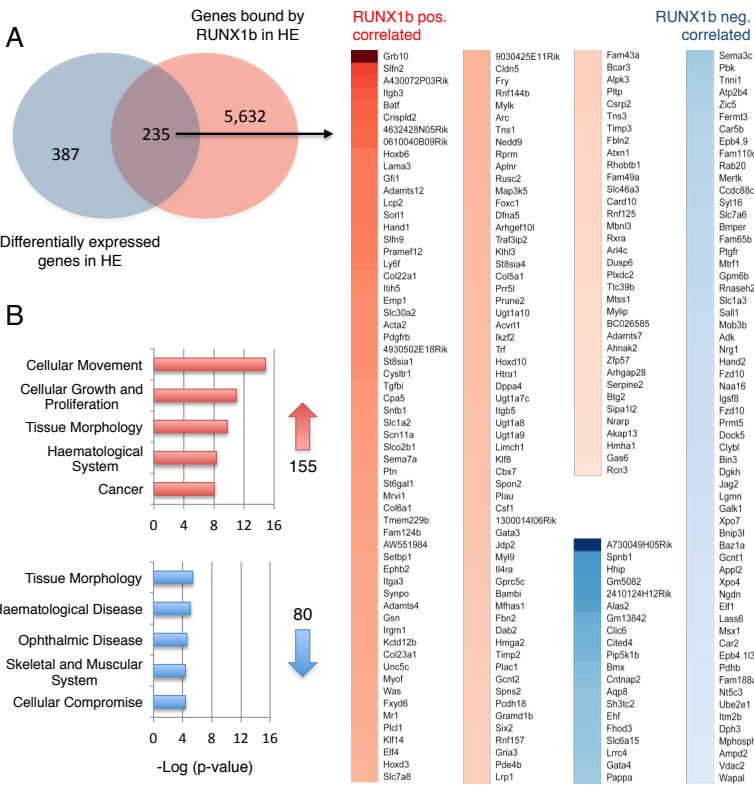 A
Genes bound by
RUNX1b in HE
5,632
235
387
Differentially expressed
genes in HE
B
Cellular Movement
Cellular Growth and
Proliferation
Tissue Morphology
Haematological
System
Cancer
0 4 8 12 16
155
Tissue Morphology
Haematological Disease
Ophthalmic Disease
Skeletal and Muscular
System
Cellular Compromise
0 4 8 12 16
80
-Log (p-value)
RUNX1b pos.
correlated
Grb10
Slfn2
A430072P03Rik
Itgb3
Batf
Crispld2
4632428N05Rik
0610040B09Rik
Hoxb6
Lama3
Gfi1
Adamts12
Lcp2
Sorl1
Hand1
Slfn9
Pramef12
Ly6f
Col22a1
Itih5
Emp1
Slc30a2
Acta2
Pdgfrb
4930502E18Rik
St8sia1
Cysltr1
Tgfbi
Cpa5
Sntb1
Slc1a2
Scn11a
Slco2b1
Sema7a
Ptn
St6gal1
Mrvi1
Col6a1
Tmem229b
Fam124b
AW551984
Setbp1
Ephb2
Itga3
Synpo
Adamts4
Gsn
Irgm1
Kctd12b
Col23a1
Unc5c
Myof
Was
Fxyd6
Mr1
Plcl1
Klf14
Elf4
Hoxd3
Slc7a8
9030425E11Rik
Cldn5
Fry
Rnf144b
Mylk
Arc
Tns1
Nedd9
Rprm
Aplnr
Rusc2
Map3k5
Foxc1
Dfna5
Arhgef10l
Traf3ip2
Klhl3
St8sia4
Col5a1
Prr5l
Prune2
Ugt1a10
Acvrl1
Ikzf2
Trf
Hoxd10
Htra1
Dppa4
Ugt1a7c
Itgb5
Ugt1a8
Ugt1a9
Limch1
Klf8
Cbx7
Spon2
Plau
Csf1
1300014I06Rik
Gata3
Jdp2
Myl9
Il4ra
Gprc5c
Bambi
Mfhas1
Fbn2
Dab2
Hmga2
Timp2
Plac1
Gcnt2
Spns2
Pcdh18
Gramd1b
Six2
Rnf157
Gria3
Pde4b
Lrp1
Fam43a
Bcar3
Alpk3
Pltp
Csrp2
Tns3
Timp3
Fbln2
Atxn1
Rhobtb1
Fam49a
Slc46a3
Card10
Rnf125
Mbnl3
Rxra
Arl4c
Dusp6
Plxdc2
Ttc39b
Mtss1
Mylip
BC026585
Adamts7
Ahnak2
Zfp57
Arhgap28
Serpine2
Btg2
Sipa1l2
Nrarp
Akap13
Hmha1
Gas6
Rcn3
A730049H05Rik
Spnb1
Hhip
Gm5082
2410124H12Rik
Alas2
Gm13842
Clic6
Cited4
Pip5k1b
Bmx
Cntnap2
Aqp8
Sh3tc2
Ehf
Fhod3
Slc6a15
Lrrc4
Gata4
Pappa
RUNX1b neg.
correlated
Sema3c
Pbk
Tnni1
Atp2b4
Zic5
Fermt3
Car5b
Epb4.9
Fam110c
Rab20
Mertk
Ccdc88c
Syt16
Slc7a6
Bmper
Fam65b
Ptgfr
Mtrf1
Gpm6b
Rnaseh2
Slc1a3
Sall1
Mob3b
Adk
Nrg1
Hand2
Fzd10
Naa16
Igsf8
Fzd10
Prmt5
Dock5
Clybl
Bin3
Dgkh
Jag2
Lgmn
Galk1
Xpo7
Bnip3l
Baz1a
Gcnt1
Appl2
Xpo4
Ngdn
Elf1
Lass6
Msx1
Car2
Epb4.1l3
Pdhb
Fam188a
Nt5c3
Ube2e1
Itm2b
Dph3
Mphosph
Ampd2
Vdac2
Wapal